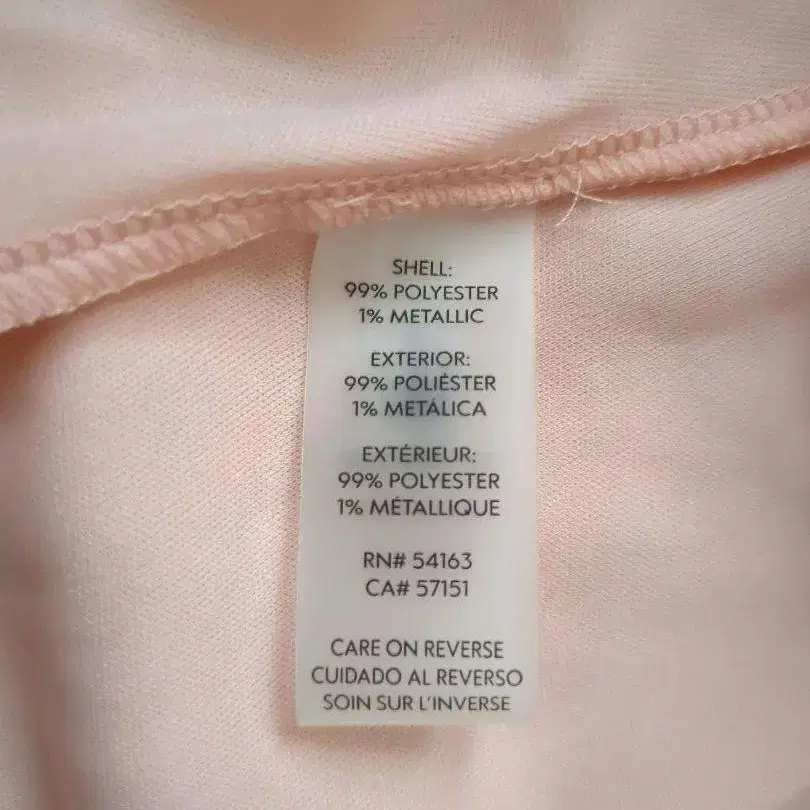 SHELL:
99% POLYESTER
1% METALLIC
EXTERIOR:
99% POLIÉSTER
1% METÁLICA
EXTÉRIEUR:
99% POLYESTER
1% MÉTALLIQUE
RN# 54163
CA# 57151
CARE ON REVERSE
CUIDADO AL REVERSO
SOIN SUR L'INVERSE